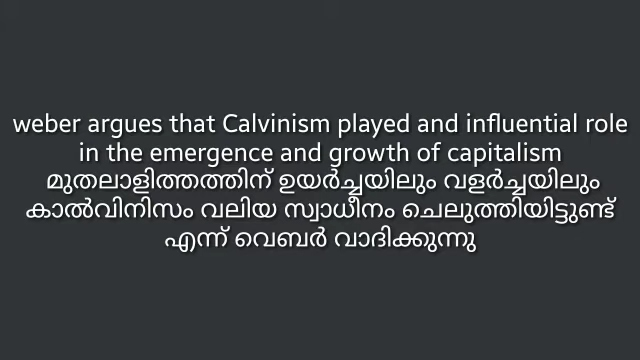 weber argues that Calvinism played and influential role
in the emergence and growth of capitalism
മുതലാളിത്തത്തിന് ഉയർച്ചയിലും വളർച്ചയിലും
കാൽവിനിസം വലിയ സ്വാധീനം ചെലുത്തിയിട്ടുണ്ട്
എന്ന് വെബർ വാദിക്കുന്നു